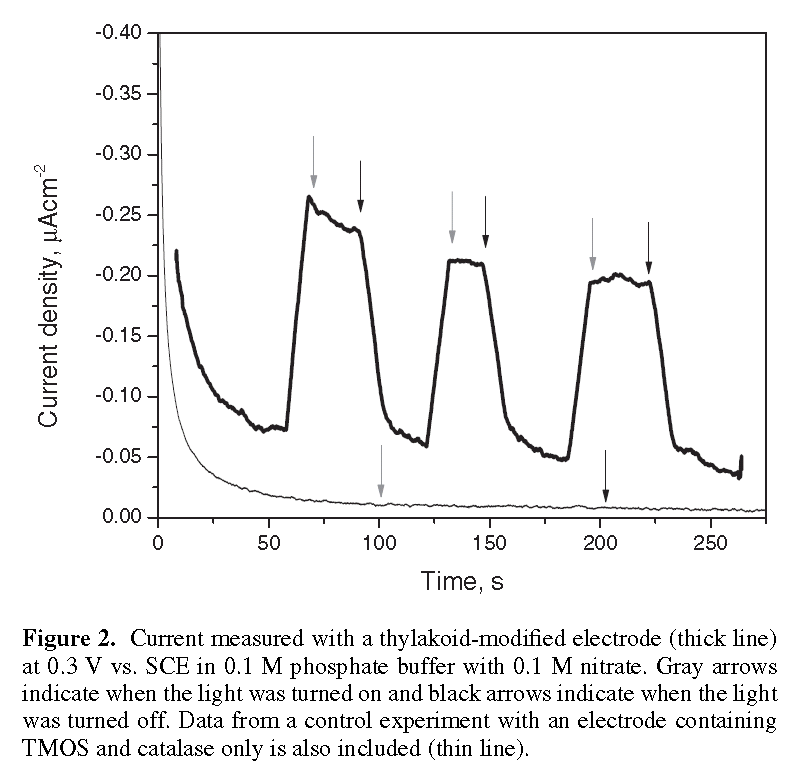 -0.40
-0.35
-0.30
-0.25
-0.20
-0.15
-0.10
-0.05
0.00
Current density, μAcm-2
0 50 100 150 200 250
Time, s
Figure 2. Current measured with a thylakoid-modified electrode (thick line)
at 0.3 V vs. SCE in 0.1 M phosphate buffer with 0.1 M nitrate. Gray arrows
indicate when the light was turned on and black arrows indicate when the light
was turned off. Data from a control experiment with an electrode containing
TMOS and catalase only is also included (thin line).